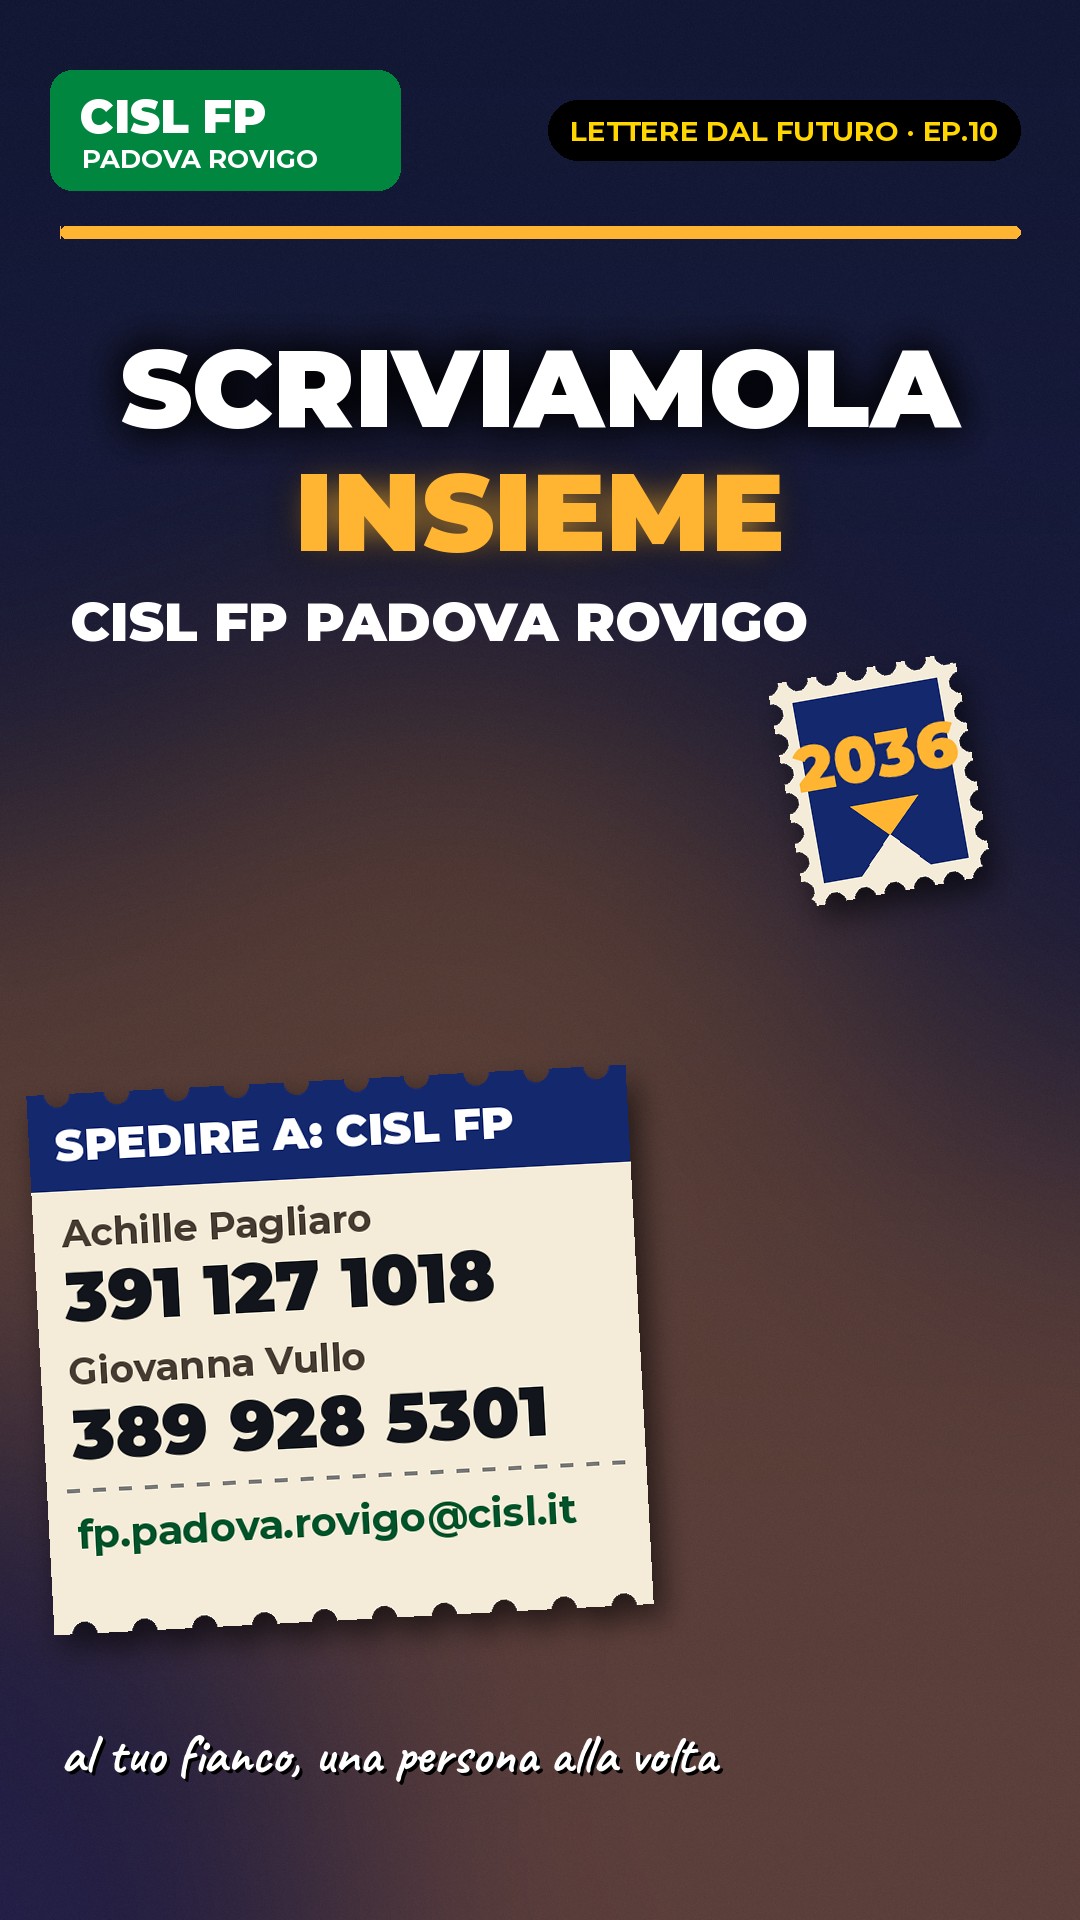 CISL FP
PADOVA ROVIGO
LETTERE DAL FUTURO · EP.10
SCRIVIAMOLA
INSIEME
CISL FP PADOVA ROVIGO
2036
SPEDIRE A: CISL FP
Achille Pagliaro
391 127 1018
Giovanna Vullo
389 928 5301
fp.padova.rovigo@cisl.it
al tuo fianco, una persona alla volta